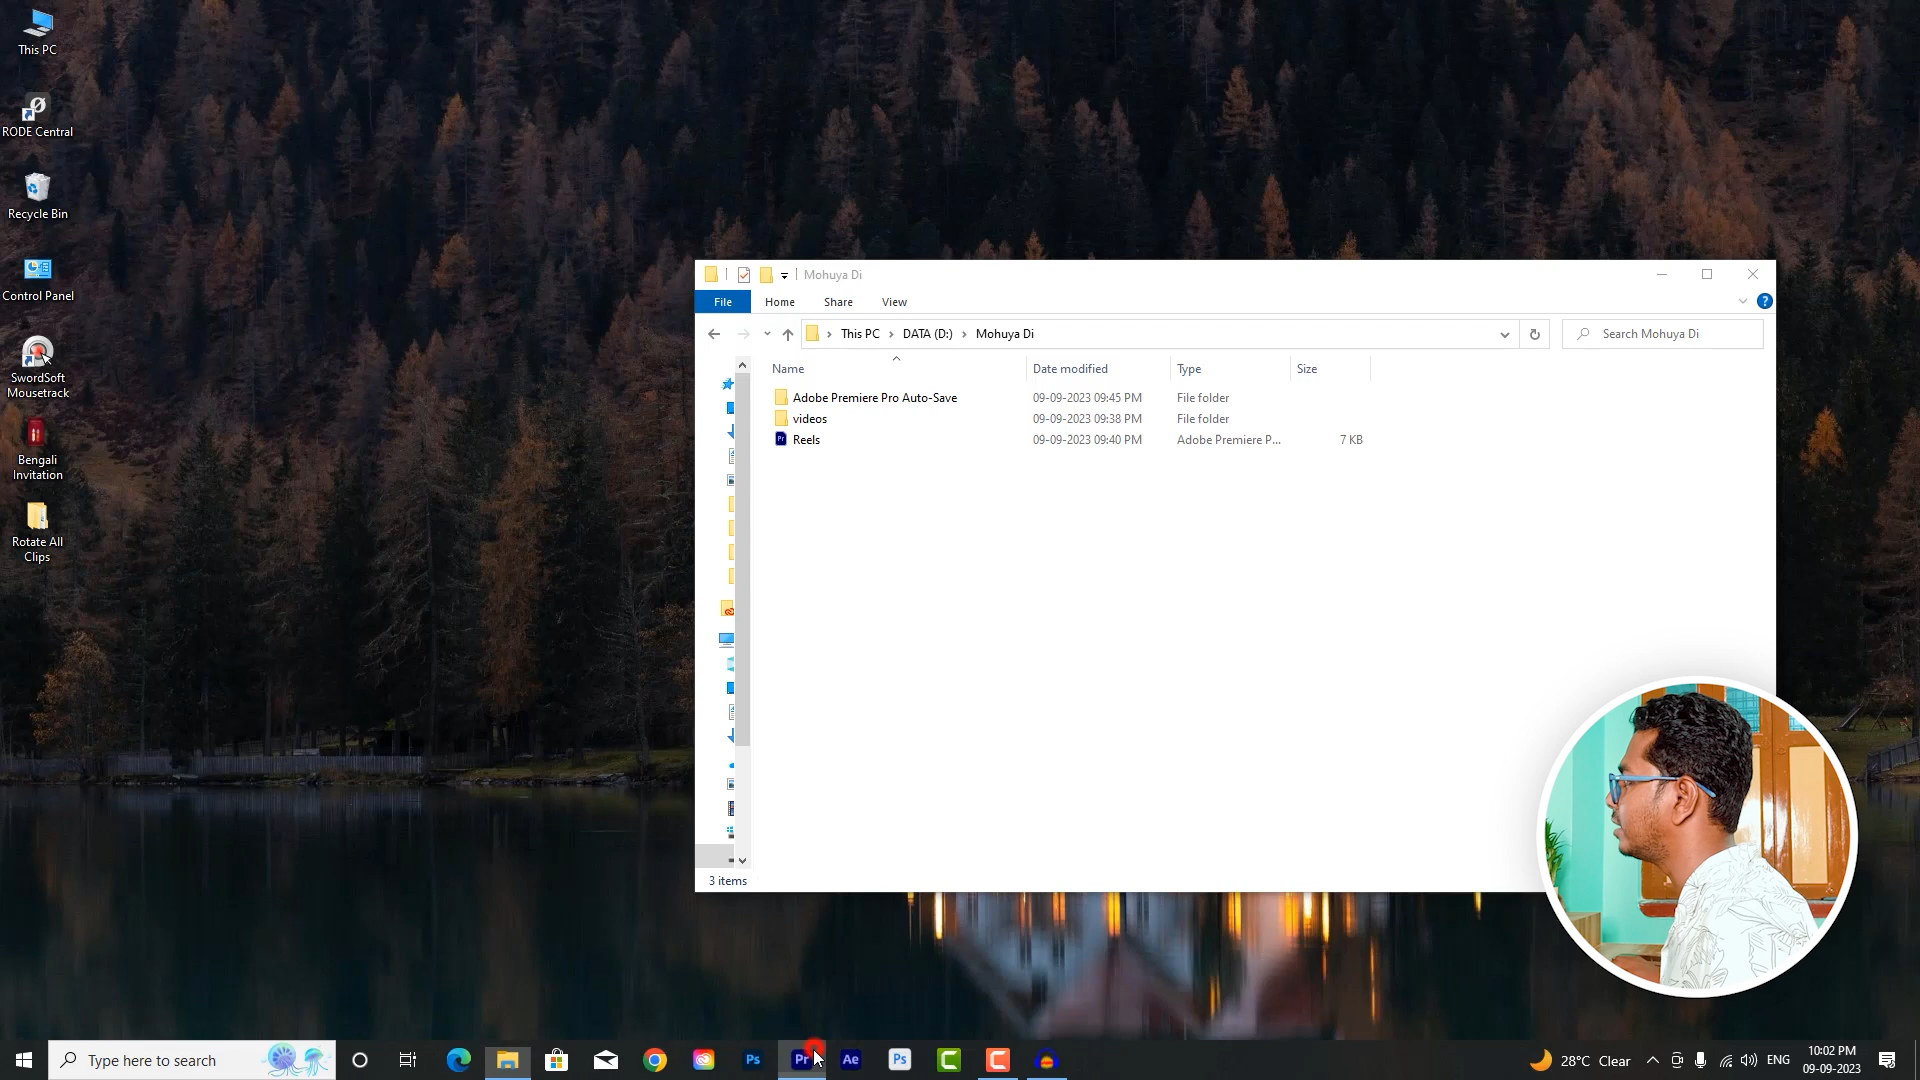 This PC
RODE Central
Recycle Bin
Control Panel
SwordSoft
Mousetrack
Bengali
Invitation
Rotate All
Clips
Mohuya Di
File Home Share View
This PC > DATA (D:) > Mohuya Di
Search Mohuya Di
Name Date modified Type Size
Adobe Premiere Pro Auto-Save 09-09-2023 09:45 PM File folder
videos 09-09-2023 09:38 PM File folder
Reels 09-09-2023 09:40 PM Adobe Premiere P... 7 KB
3 items
Type here to search
Ps
Pr
Ae
Ps
28°C Clear
ENG
10:02 PM
09-09-2023